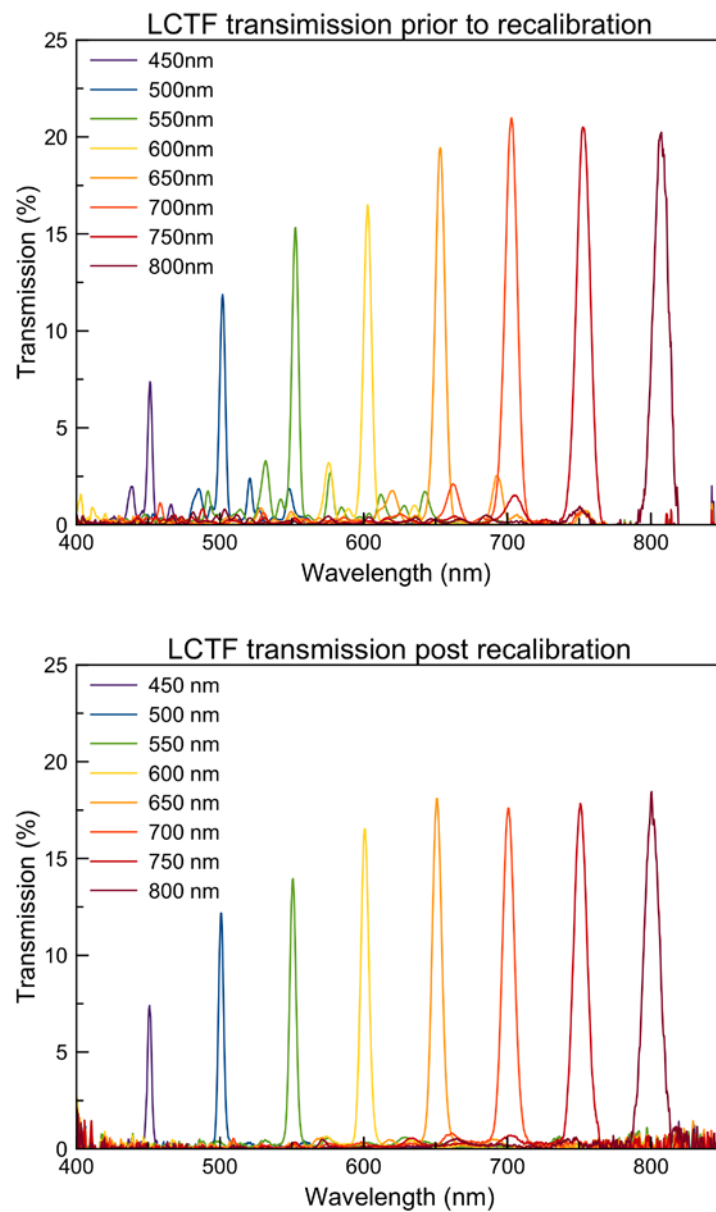 LCTF transimission prior to recalibration
25
20
15
10
5
0
Transmission (%)
450nm
500nm
550nm
600nm
650nm
700nm
750nm
800nm
400 500 600 700 800
Wavelength (nm)
LCTF transmission post recalibration
25
20
15
10
5
0
Transmission (%)
450 nm
500 nm
550 nm
600 nm
650 nm
700 nm
750 nm
800 nm
400 500 600 700 800
Wavelength (nm)